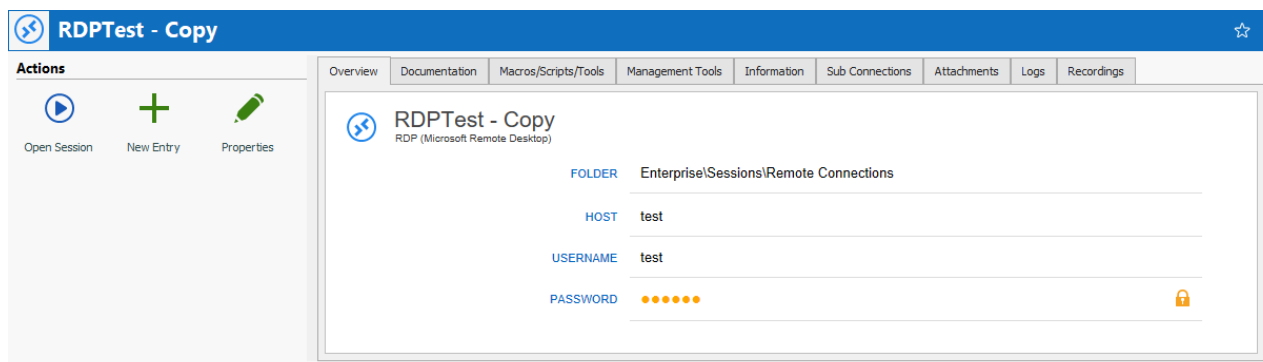 RDPTest - Copy
Actions
Open Session New Entry Properties
Overview Documentation Macros/Scripts/Tools Management Tools Information Sub Connections Attachments Logs Recordings
RDPTest - Copy
RDP (Microsoft Remote Desktop)
FOLDER Enterprise\Sessions\Remote Connections
HOST test
USERNAME test
PASSWORD ●●●●●●